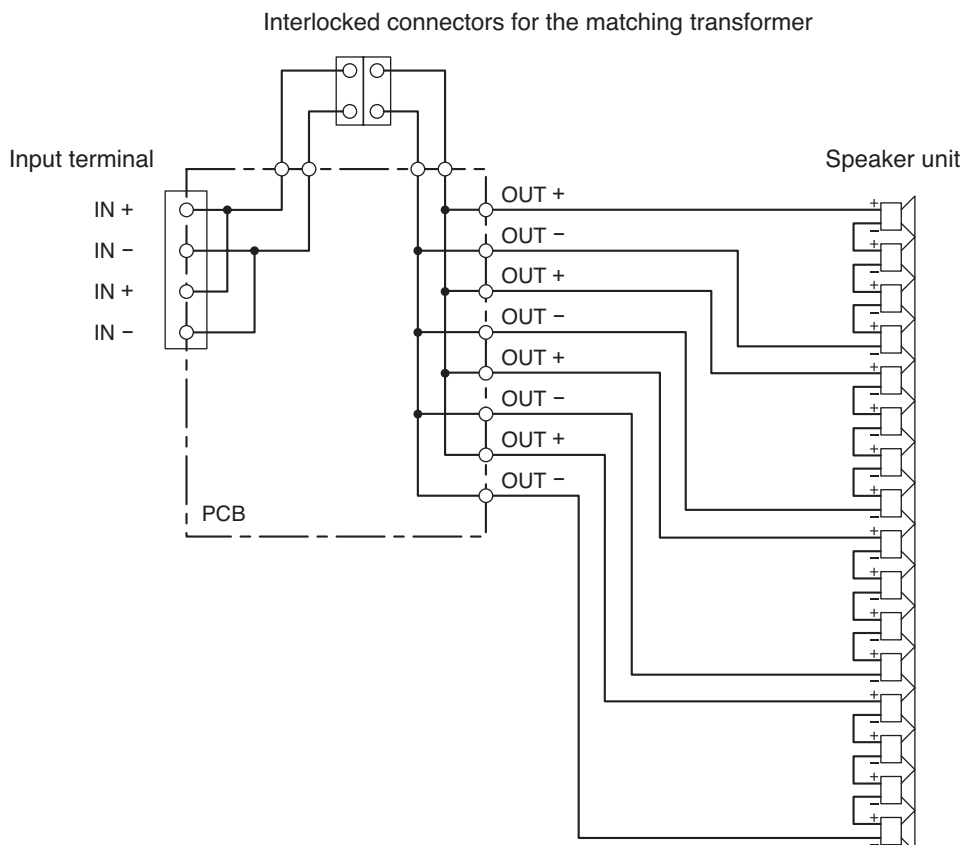 Interlocked connectors for the matching transformer
Input terminal
Speaker unit
IN +
IN −
IN +
IN −
OUT +
OUT −
OUT +
OUT −
OUT +
OUT −
OUT +
OUT −
PCB
+
−
+
−
+
−
+
−
+
−
+
−
+
−
+
−
+
−
+
−
+
−
+
−
+
−
+
−
+
−
+
−